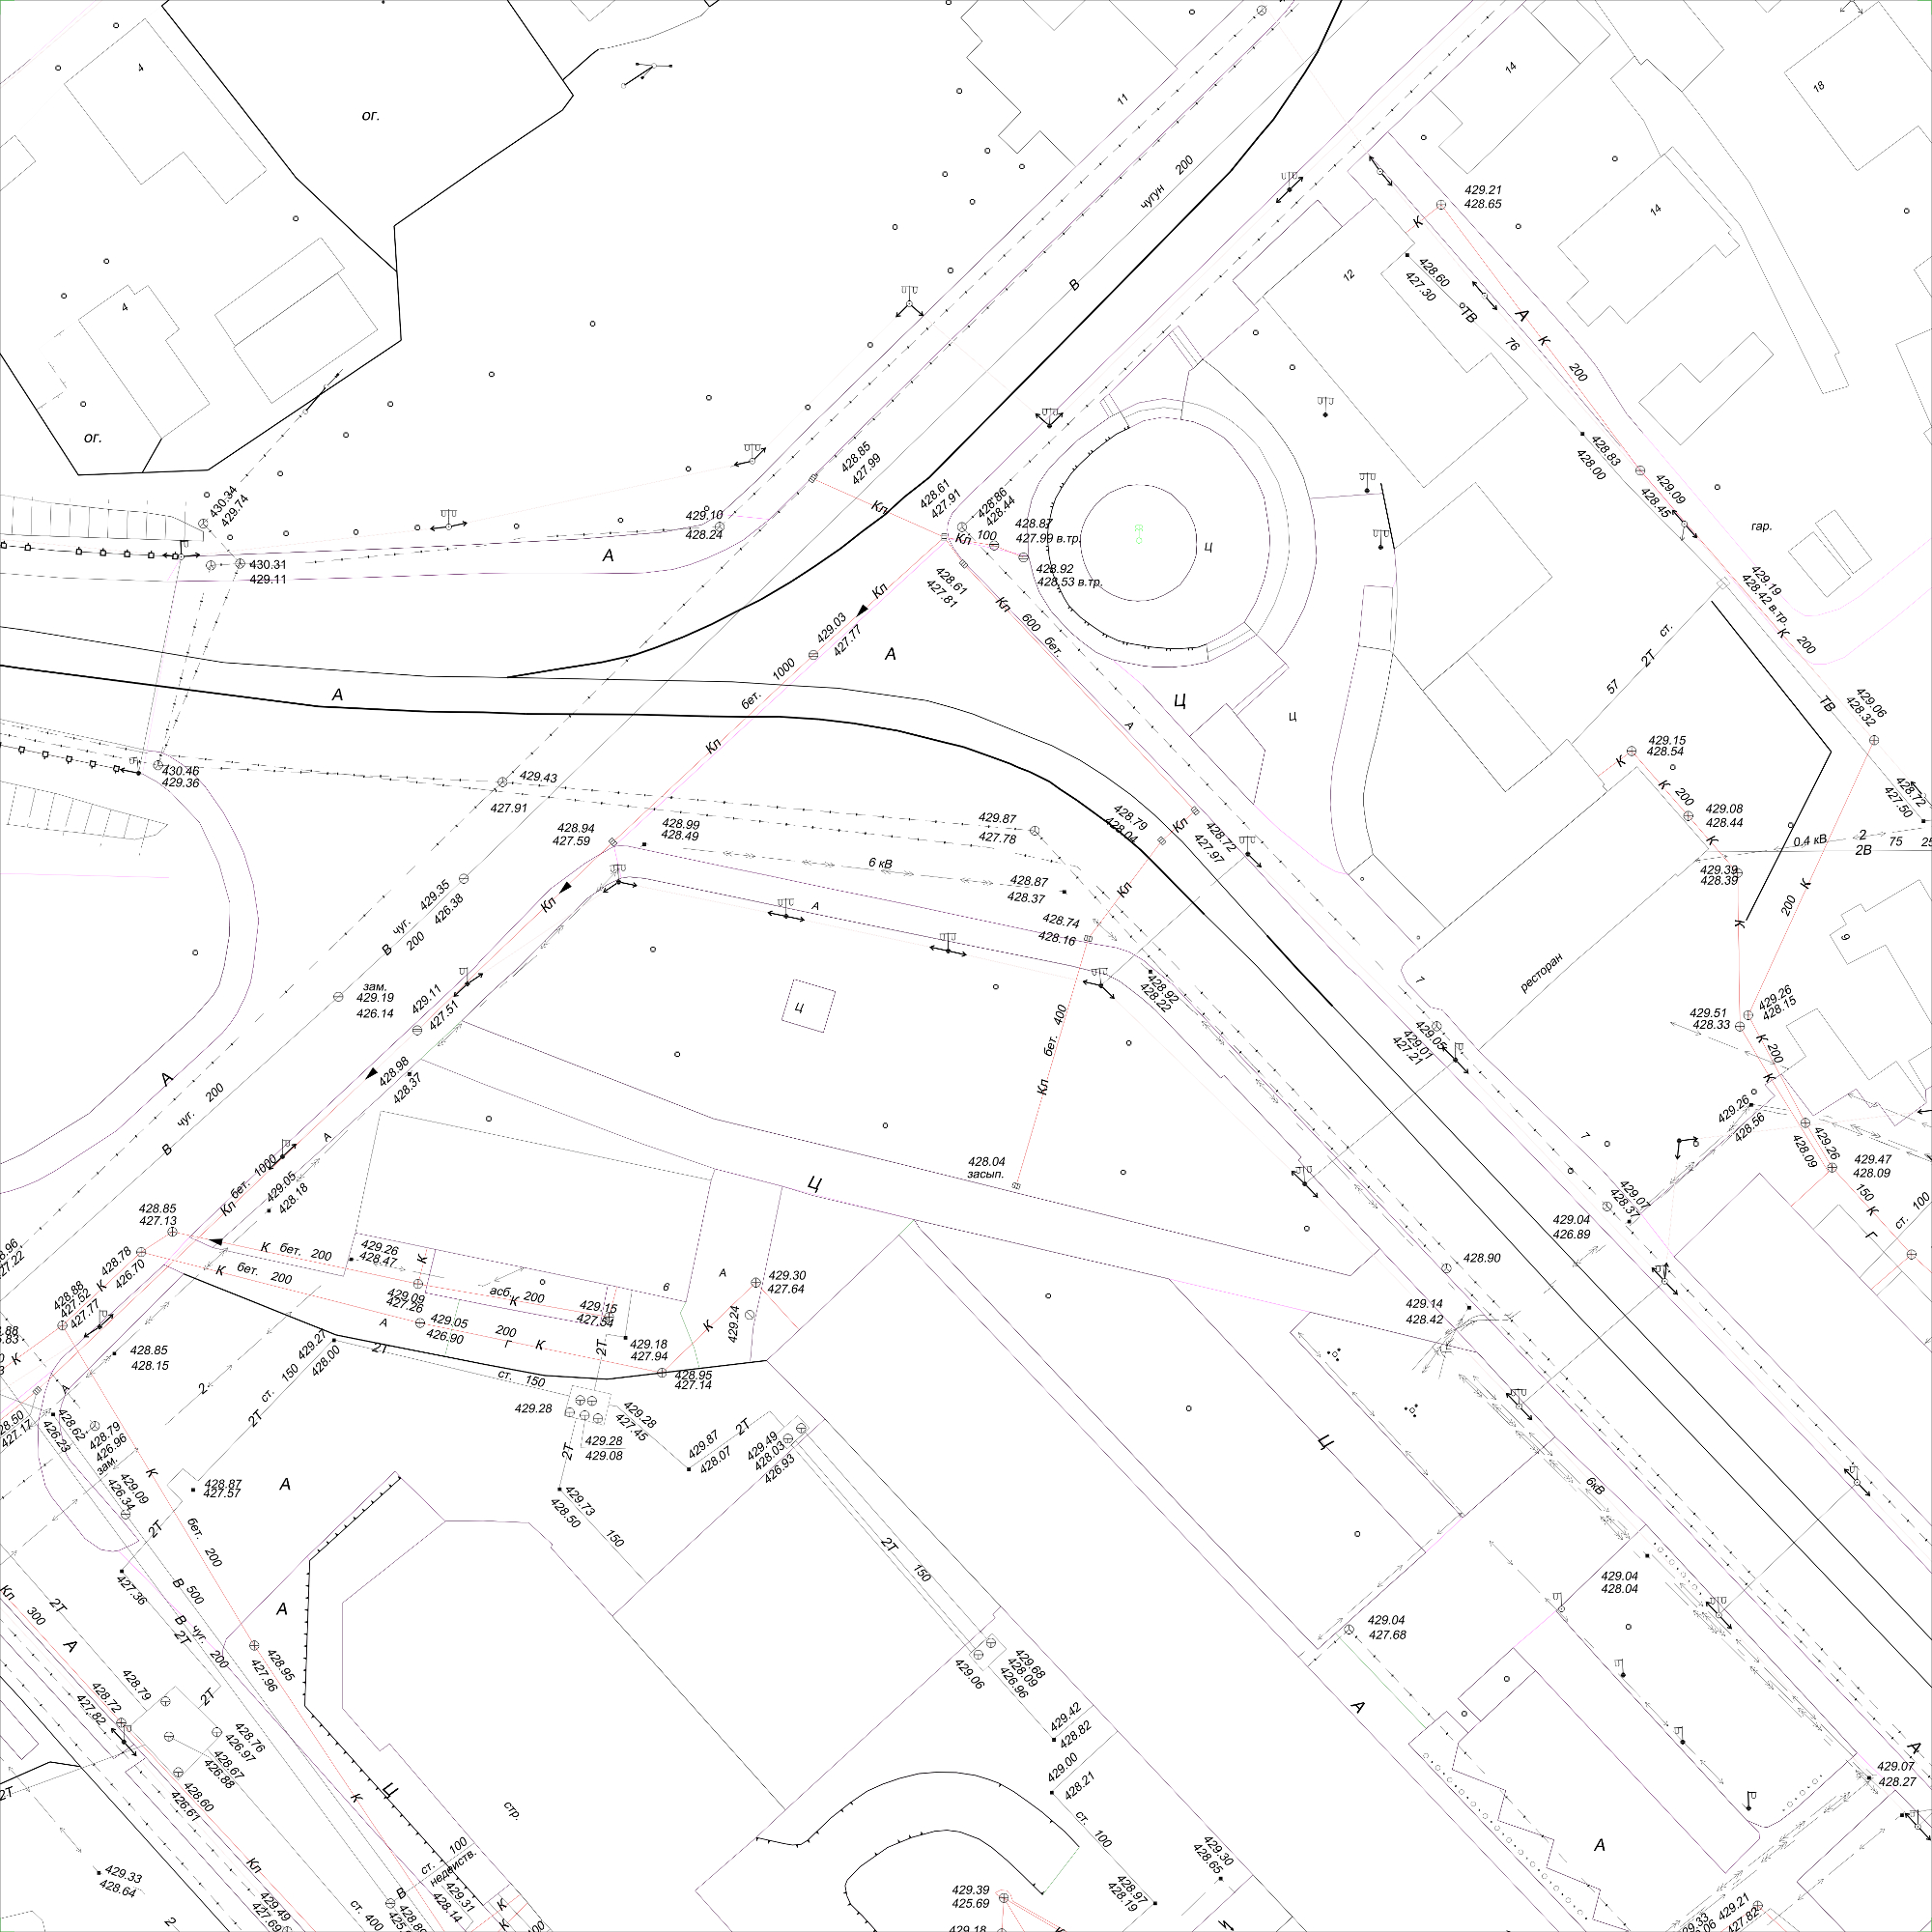 4
ог.
11
14
18
чугун 200
429.21
428.65
К
14
12
В
428.60
427.30
ТВ
А
К
76
200
4
ог.
430.34
429.74
428.85
427.99
Кл
428.61
427.91
428.86
428.44
428.87
427.99 в.тр.
Кл
100
428.92
428.53 в.тр.
428.83
428.00
429.09
428.45
гар.
429.10
428.24
А
430.31
429.11
428.61
427.81
Кл
Ц
429.19
428.42 в.тр.
К
200
429.03
427.77
Кл 600 бет.
А
ст.
2Т
57
бет. 1000
А
Ц
Ц
ТВ
429.06
428.32
Кл
А
429.15
428.54
К
К 200
430.46
429.36
429.43
427.91
429.08
428.44
К
428.72
427.50
428.94
427.59
428.99
428.49
429.87
427.78
428.79
428.04
Кл
428.72
427.97
0.4 кВ
2
2В
75
6 кВ
428.87
428.37
Кл
429.39
428.39
К
200
К
429.35
426.38
В чуг. 200
Кл
А
428.74
428.16
9
зам.
429.19
426.14
429.11
427.51
Ц
428.92
428.22
7
ресторан
429.51
428.33
429.26
428.15
бет. 400
Кл
429.05
429.01
427.21
К 200
К
428.98
428.37
А
В чуг. 200
429.26
428.56
А
7
429.26
428.09
429.47
428.09
428.04
засып.
Ц
150 К
Кл бет. 1000
429.05
428.18
429.07
428.37
ст. 100
Г
428.85
427.13
429.04
426.89
К бет. 200
К бет. 200
428.78
426.70
К
429.26
428.47
К
428.90
429.09
427.26
асб. К 200
6
А
429.30
427.64
428.88
427.52
427.77
К
429.15
427.54
429.24
429.14
428.42
А
429.05
426.90
200
Г
К
К
429.27
428.00
2Т
2Т
429.18
427.94
428.85
428.15
428.95
427.14
ст. 150
2
2Т ст. 150
А
429.28
429.28
427.45
429.28
429.08
2Т
428.50
427.17
428.62
426.23
428.79
426.96
зам.
429.87
428.07
2Т
429.49
428.03
426.93
Ц
К
А
428.87
427.57
6кВ
429.09
426.34
429.73
428.50
150
2Т
бет. 200
2Т
150
427.36
В 500
В
2Т
чуг. 200
А
429.04
428.04
Кл 300
2Т
А
429.04
427.68
428.95
427.96
429.06
429.68
428.09
426.96
428.79
2Т
428.72
427.82
429.42
428.82
А
А
428.76
426.97
428.67
426.88
429.00
428.21
429.07
428.27
2Т
428.60
426.61
К
Ц
стр.
ст. 100
А
Кл
ст. 100
недейств.
429.33
428.64
429.31
428.14
В
429.30
428.65
428.97
428.19
429.39
425.69
2
ст. 400
429.49
427.69
К
К
429.18
И
429.21
427.82